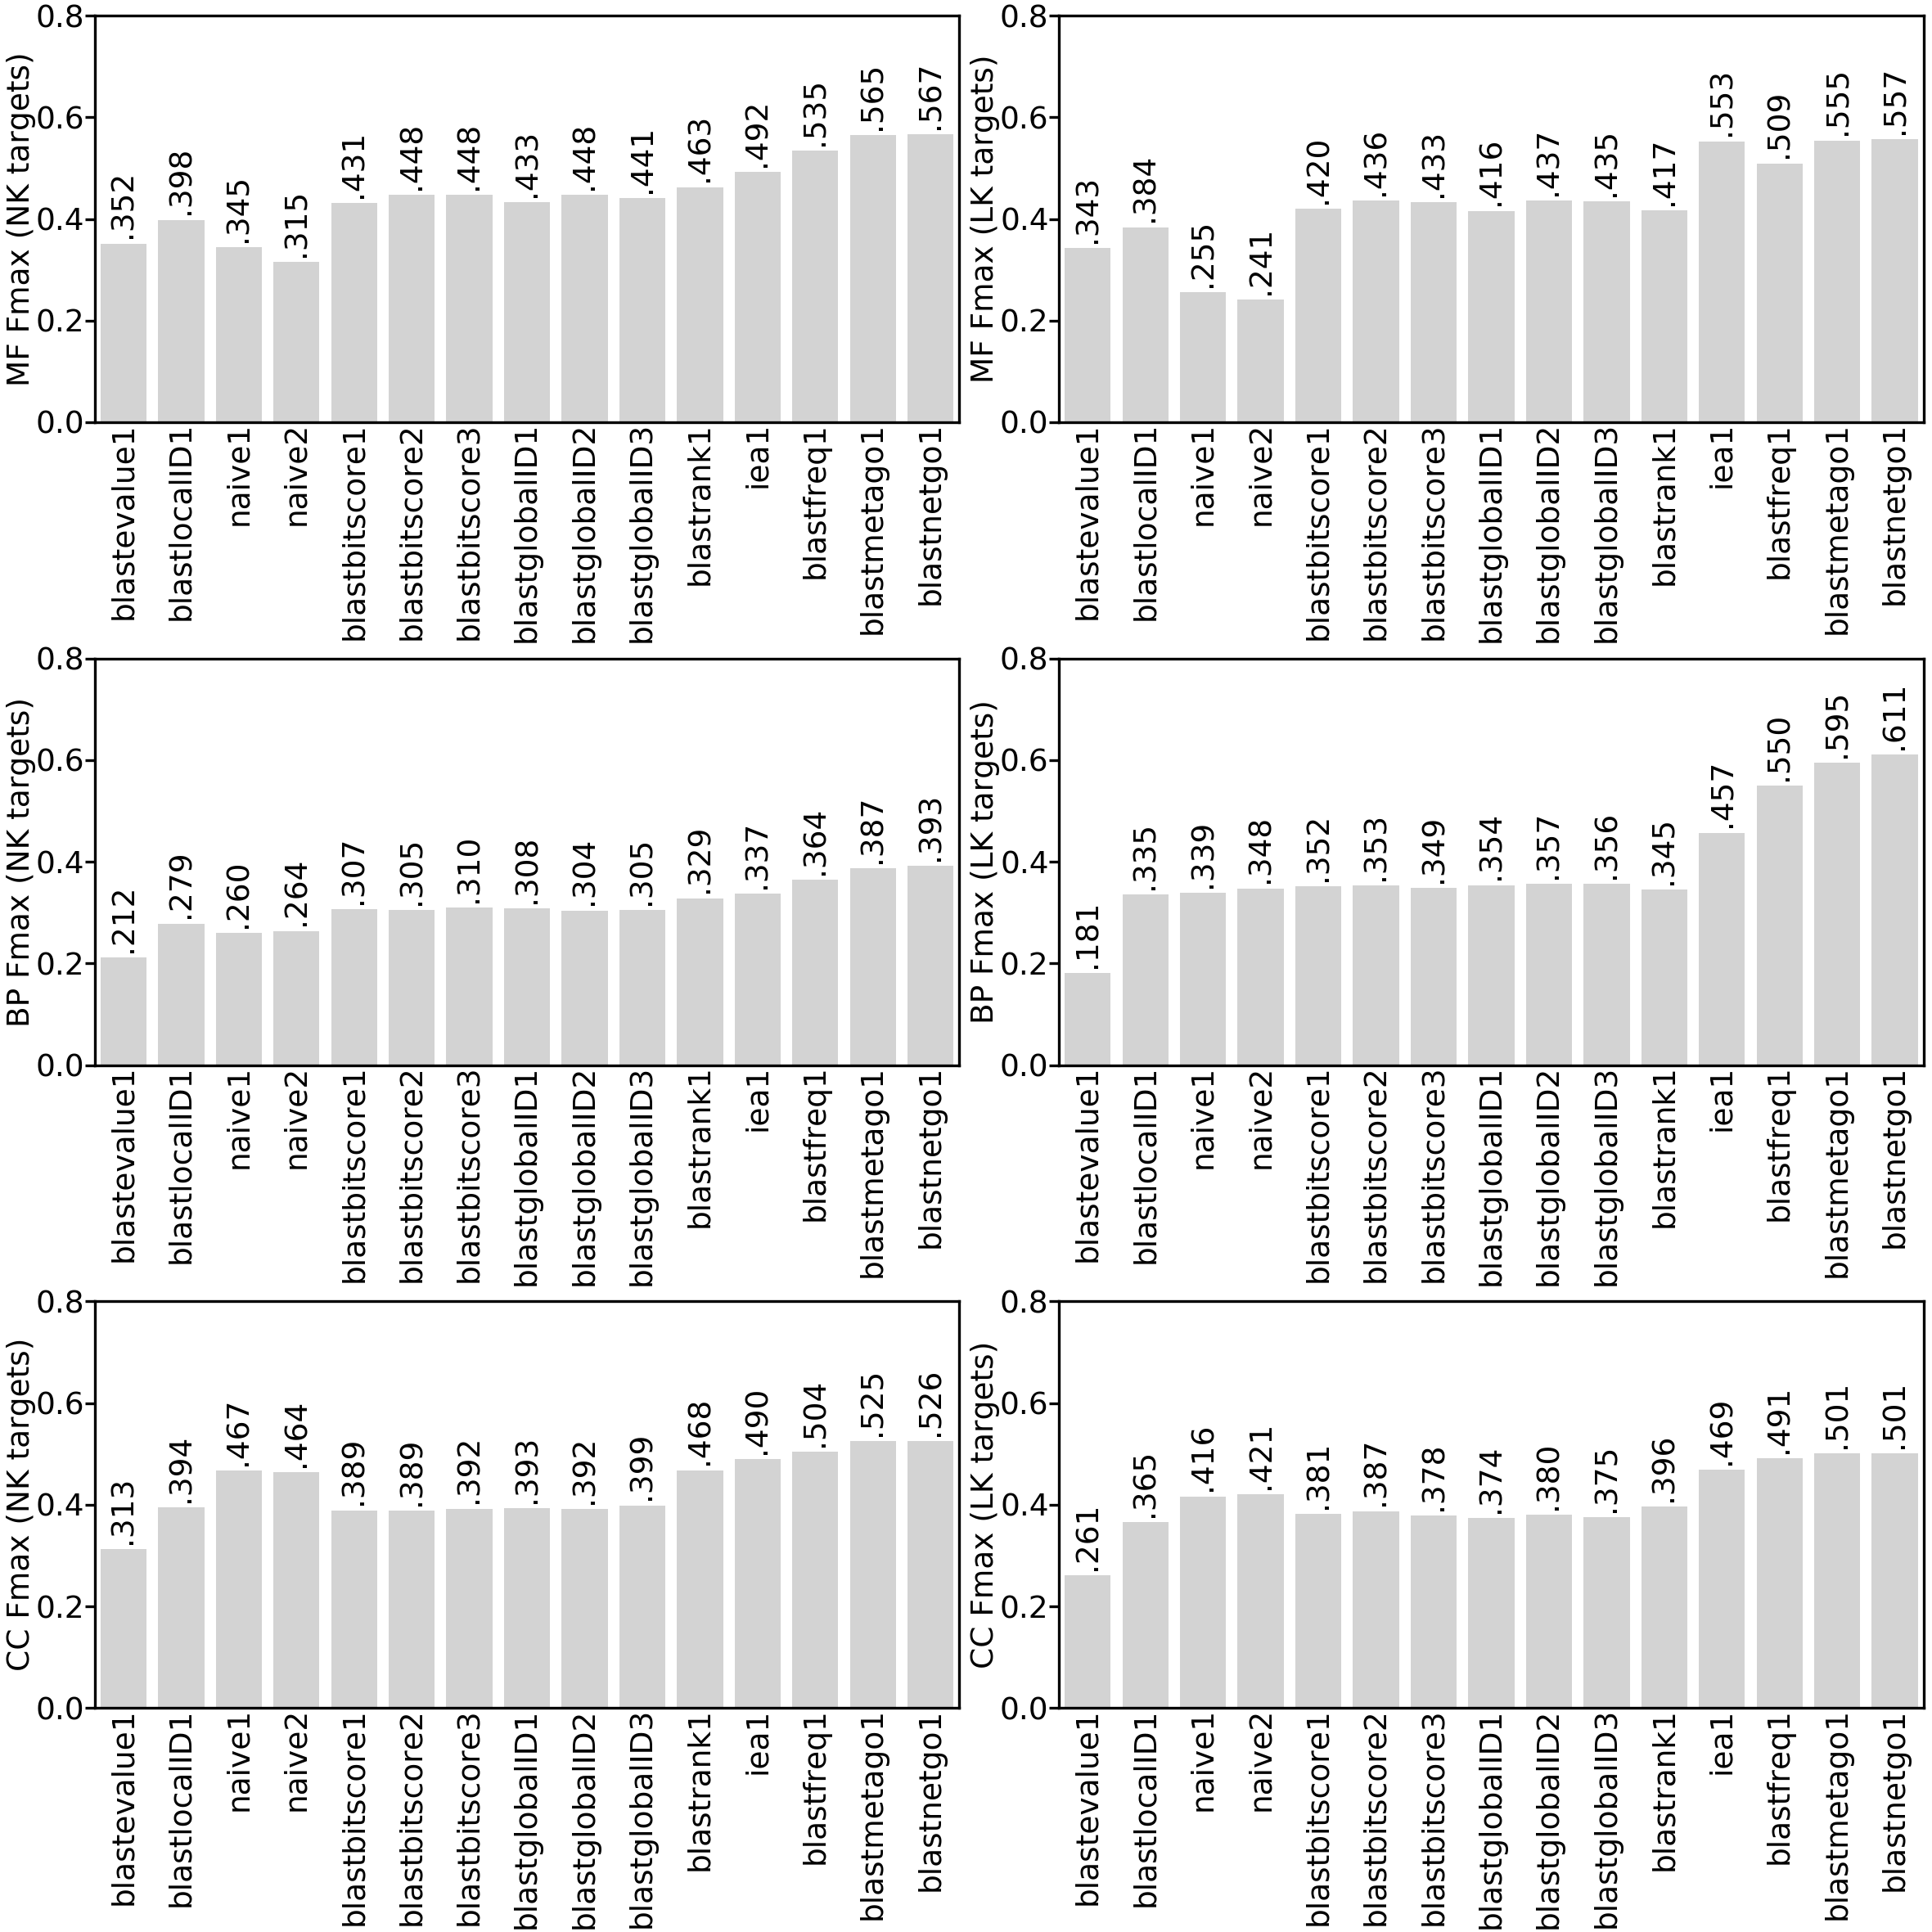 MF Fmax (NK targets)
0.8
0.6
0.4
0.2
0.0
.352
.398
.345
.315
.431
.448
.448
.433
.448
.441
.463
.492
.535
.565
.567
blastevalue1
blastlocalID1
naive1
naive2
blastbitscore1
blastbitscore2
blastbitscore3
blastglobalID1
blastglobalID2
blastglobalID3
blastrank1
iea1
blastfreq1
blastmetago1
blastnetgo1
MF Fmax (LK targets)
0.8
0.6
0.4
0.2
0.0
.343
.384
.255
.241
.420
.436
.433
.416
.437
.435
.417
.553
.509
.555
.557
blastevalue1
blastlocalID1
naive1
naive2
blastbitscore1
blastbitscore2
blastbitscore3
blastglobalID1
blastglobalID2
blastglobalID3
blastrank1
iea1
blastfreq1
blastmetago1
blastnetgo1
BP Fmax (NK targets)
0.8
0.6
0.4
0.2
0.0
.212
.279
.260
.264
.307
.305
.310
.308
.304
.305
.329
.337
.364
.387
.393
blastevalue1
blastlocalID1
naive1
naive2
blastbitscore1
blastbitscore2
blastbitscore3
blastglobalID1
blastglobalID2
blastglobalID3
blastrank1
iea1
blastfreq1
blastmetago1
blastnetgo1
BP Fmax (LK targets)
0.8
0.6
0.4
0.2
0.0
.181
.335
.339
.348
.352
.353
.349
.354
.357
.356
.345
.457
.550
.595
.611
blastevalue1
blastlocalID1
naive1
naive2
blastbitscore1
blastbitscore2
blastbitscore3
blastglobalID1
blastglobalID2
blastglobalID3
blastrank1
iea1
blastfreq1
blastmetago1
blastnetgo1
CC Fmax (NK targets)
0.8
0.6
0.4
0.2
0.0
.313
.394
.467
.464
.389
.389
.392
.393
.392
.399
.468
.490
.504
.525
.526
blastevalue1
blastlocalID1
naive1
naive2
blastbitscore1
blastbitscore2
blastbitscore3
blastglobalID1
blastglobalID2
blastglobalID3
blastrank1
iea1
blastfreq1
blastmetago1
blastnetgo1
CC Fmax (LK targets)
0.8
0.6
0.4
0.2
0.0
.261
.365
.416
.421
.381
.387
.378
.374
.380
.375
.396
.469
.491
.501
.501
blastevalue1
blastlocalID1
naive1
naive2
blastbitscore1
blastbitscore2
blastbitscore3
blastglobalID1
blastglobalID2
blastglobalID3
blastrank1
iea1
blastfreq1
blastmetago1
blastnetgo1